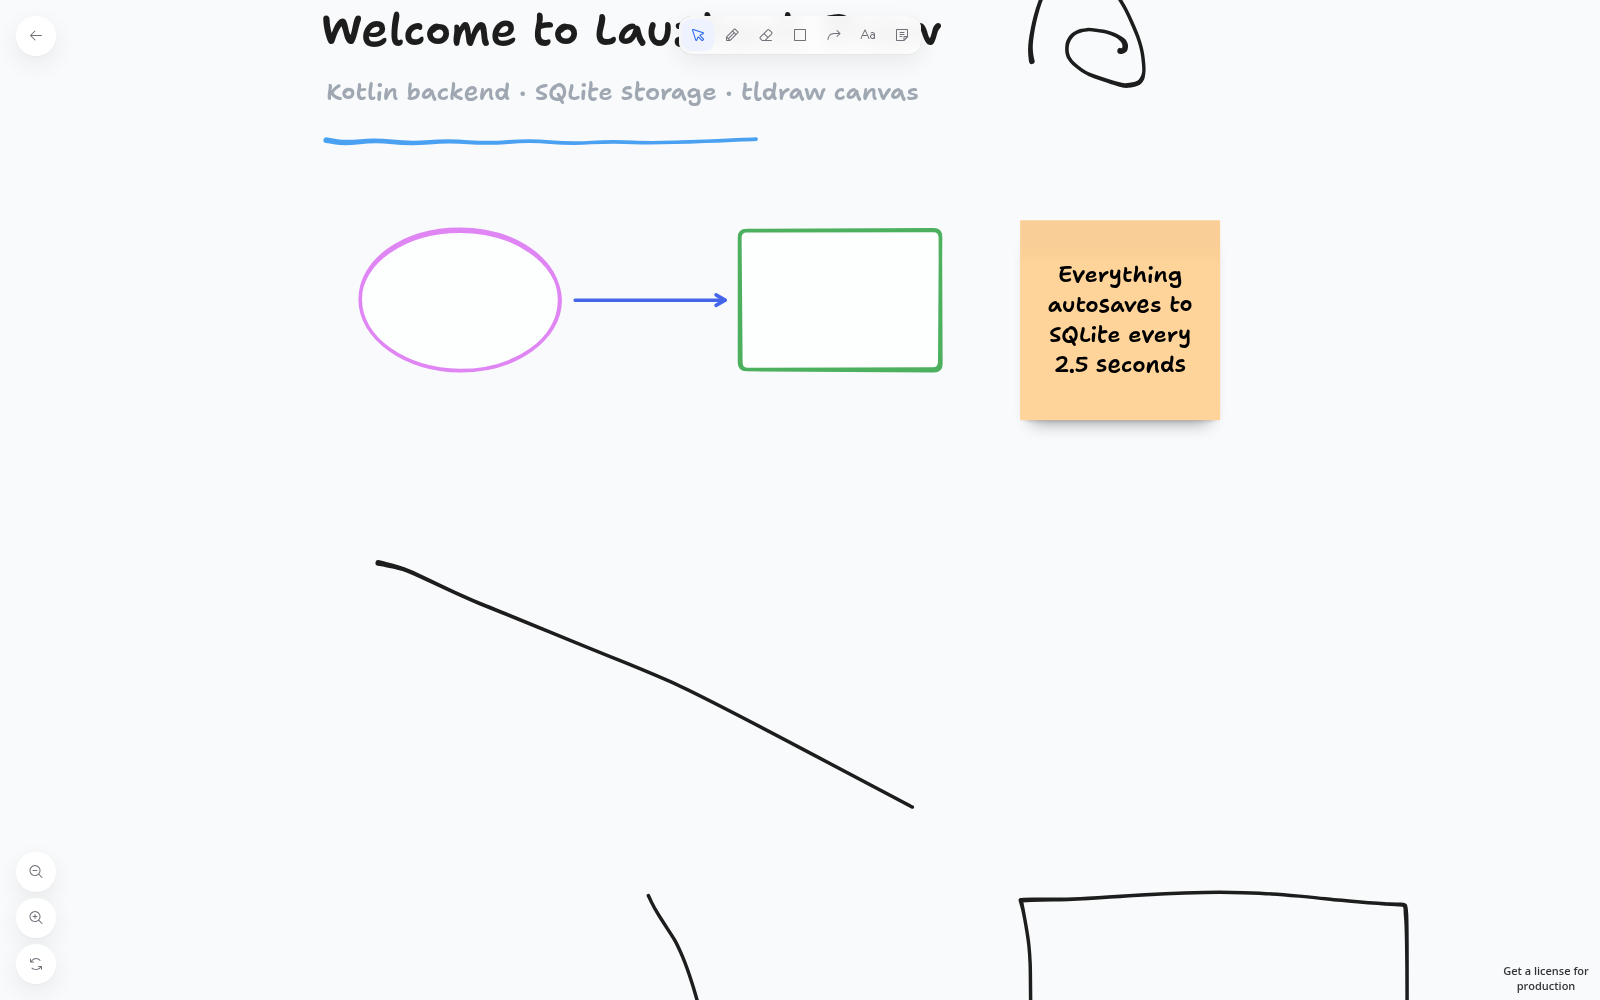 Welcome to
Kotlin backend · SQLite storage · tldraw canvas
Aa
Everything
autosaves to
SQLite every
2.5 seconds
Get a license for
production